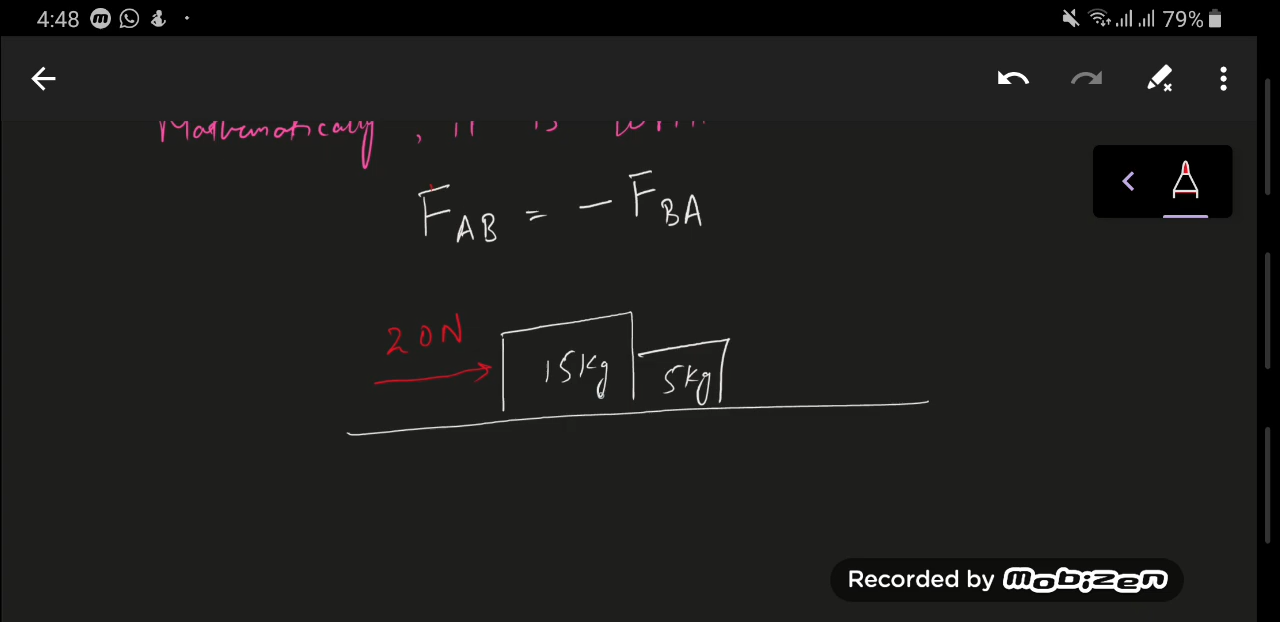 4:48 79%
Mathematically, it is
F_AB = - F_BA
20N
15Kg 5Kg
Recorded by mobizen